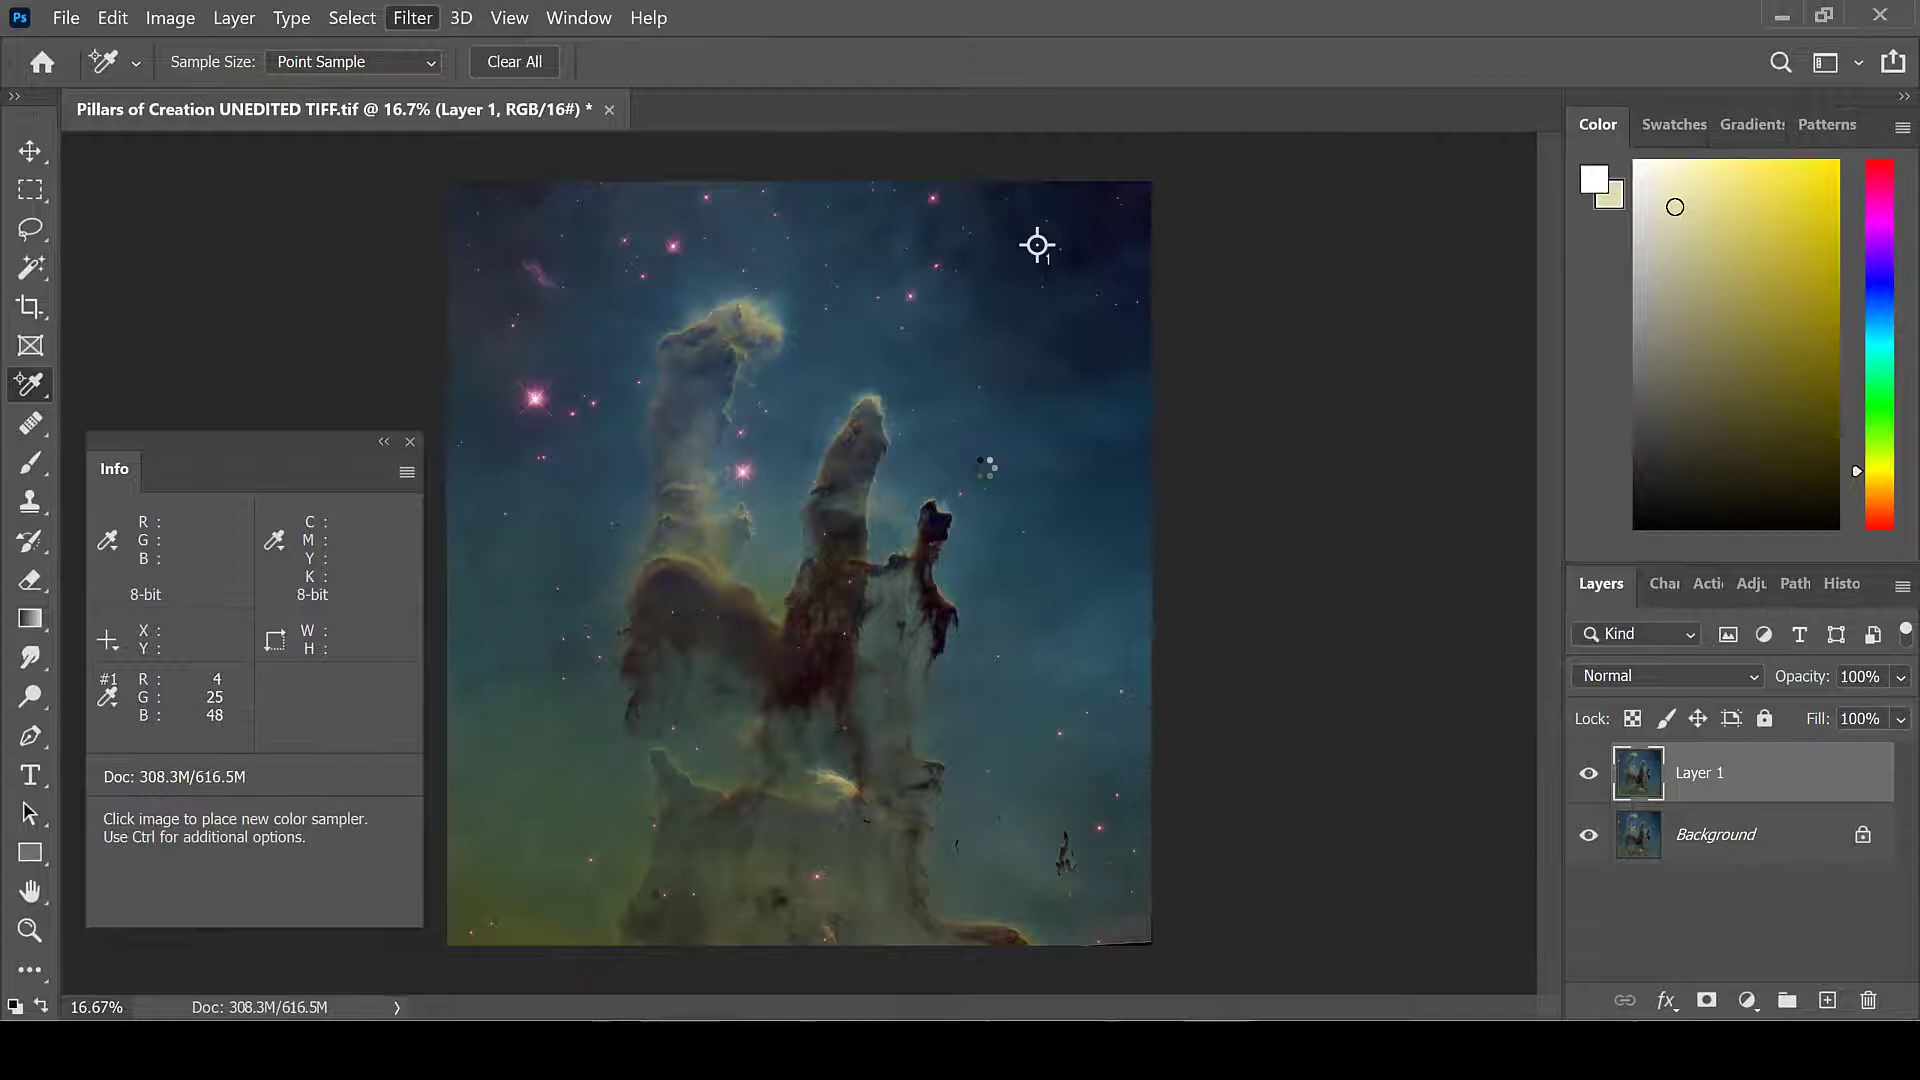 Ps File Edit Image Layer Type Select Filter 3D View Window Help
Sample Size: Point Sample Clear All
Pillars of Creation UNEDITED TIFF.tif @ 16.7% (Layer 1, RGB/16#) *
Color Swatches Gradients Patterns
1
Info
R : C :
G : M :
B : Y :
K :
8-bit 8-bit
X : W :
Y : H :
#1 R : 4
G : 25
B : 48
Doc: 308.3M/616.5M
Click image to place new color sampler.
Use Ctrl for additional options.
Layers Chai Acti Adju Path Histo
Kind
Normal Opacity: 100%
Lock: Fill: 100%
Layer 1
Background
fx
16.67% Doc: 308.3M/616.5M